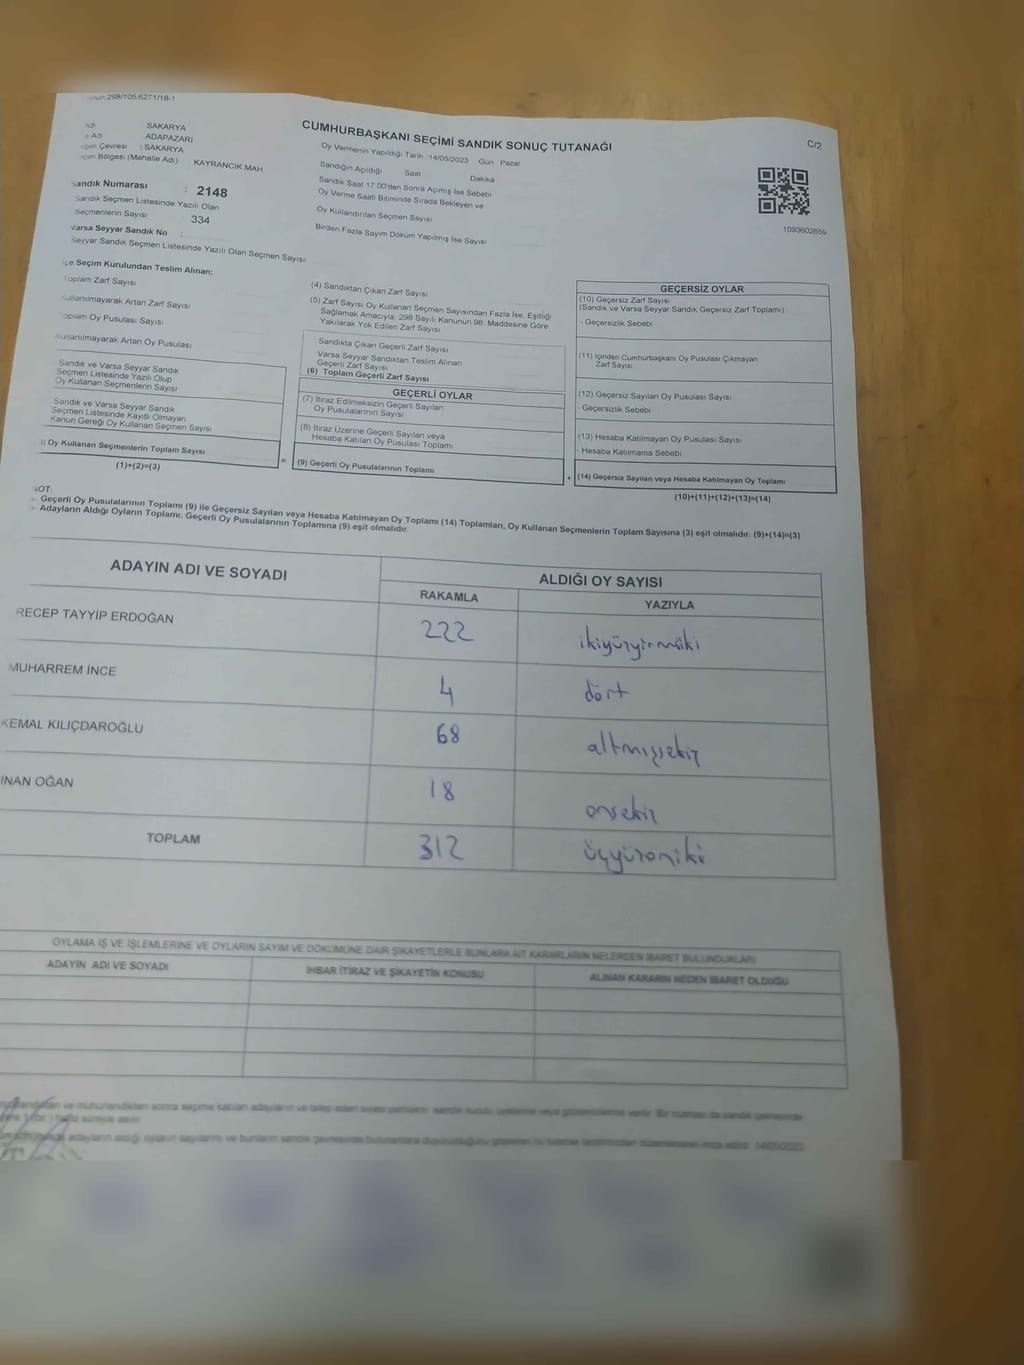 298/105:6271/18-1
C/2
CUMHURBAŞKANI SEÇİMİ SANDIK SONUÇ TUTANAĞI
SAKARYA
Adı ADAPAZARI
Çevresi : SAKARYA
Bölgesi (Mahalle Adı) KAYRANCIK MAH
Sandık Numarası : 2148
Sandık Seçmen Listesinde Yazılı Olan
Seçmenlerin Sayısı : 334
Varsa Seyyar Sandık No :
Seyyar Sandık Seçmen Listesinde Yazılı Olan Seçmen Sayısı
Oy Vermenin Yapıldığı Tarih :14/05/2023 Gün : Pazar
Sandığın Açıldığı Saat Dakika
Sandık Saat 17:00'den Sonra Açılmış İse Sebebi
Oy Verme Saati Bitiminde Sırada Bekleyen ve
Oy Kullandırılan Seçmen Sayısı
Birden Fazla Sayım Döküm Yapılmış İse Sayısı
1093602659
Seçim Kurulundan Teslim Alınan;
Toplam Zarf Sayısı
Kullanılmayarak Artan Zarf Sayısı
Toplam Oy Pusulası Sayısı
Kullanılmayarak Artan Oy Pusulası
Sandık ve Varsa Seyyar Sandık
Seçmen Listesinde Yazılı Olup
Oy Kullanan Seçmenlerin Sayısı
Sandık ve Varsa Seyyar Sandık
Seçmen Listesinde Kayıtlı Olmayan
Kanun Gereği Oy Kullanan Seçmen Sayısı
Oy Kullanan Seçmenlerin Toplam Sayısı
(1)+(2)=(3)
=
(4) Sandıktan Çıkan Zarf Sayısı
(5) Zarf Sayısı Oy Kullanan Seçmen Sayısından Fazla İse, Eşitliği
Sağlamak Amacıyla, 298 Sayılı Kanunun 98. Maddesine Göre
Yakılarak Yok Edilen Zarf Sayısı
Sandıkta Çıkan Geçerli Zarf Sayısı
Varsa Seyyar Sandıktan Teslim Alınan
Geçerli Zarf Sayısı
(6) Toplam Geçerli Zarf Sayısı
GEÇERLİ OYLAR
(7) İtiraz Edilmeksizin Geçerli Sayılan
Oy Pusulalarının Sayısı
(8) İtiraz Üzerine Geçerli Sayılan veya
Hesaba Katılan Oy Pusulası Toplamı
(9) Geçerli Oy Pusulalarının Toplamı
+
GEÇERSİZ OYLAR
(10) Geçersiz Zarf Sayısı
(Sandık ve Varsa Seyyar Sandık Geçersiz Zarf Toplamı)
- Geçersizlik Sebebi
(11) İçinden Cumhurbaşkanı Oy Pusulası Çıkmayan
Zarf Sayısı
(12) Geçersiz Sayılan Oy Pusulası Sayısı
- Geçersizlik Sebebi
(13) Hesaba Katılmayan Oy Pusulası Sayısı
- Hesaba Katılmama Sebebi
(14) Geçersiz Sayılan veya Hesaba Katılmayan Oy Toplamı
(10)+(11)+(12)+(13)=(14)
NOT:
- Geçerli Oy Pusulalarının Toplamı (9) ile Geçersiz Sayılan veya Hesaba Katılmayan Oy Toplamı (14) Toplamları, Oy Kullanan Seçmenlerin Toplam Sayısına (3) eşit olmalıdır. (9)+(14)=(3)
- Adayların Aldığı Oyların Toplamı, Geçerli Oy Pusulalarının Toplamına (9) eşit olmalıdır.
ADAYIN ADI VE SOYADI ALDIĞI OY SAYISI
RAKAMLA YAZIYLA
RECEP TAYYİP ERDOĞAN 222 ikiyüzyirmiiki
MUHARREM İNCE 4 dört
KEMAL KILIÇDAROĞLU 68 altmışsekiz
İNAN OĞAN 18 onsekiz
TOPLAM 312 üçyüzoniki
OYLAMA İŞ VE İŞLEMLERİNE VE OYLARIN SAYIM VE DÖKÜMÜNE DAİR ŞİKAYETLERLE BUNLARA AİT KARARLARIN NELERDEN İBARET BULUNDUKLARI
ADAYIN ADI VE SOYADI İHBAR İTİRAZ VE ŞİKAYETİN KONUSU ALINAN KARARIN NEDEN İBARET OLDUĞU